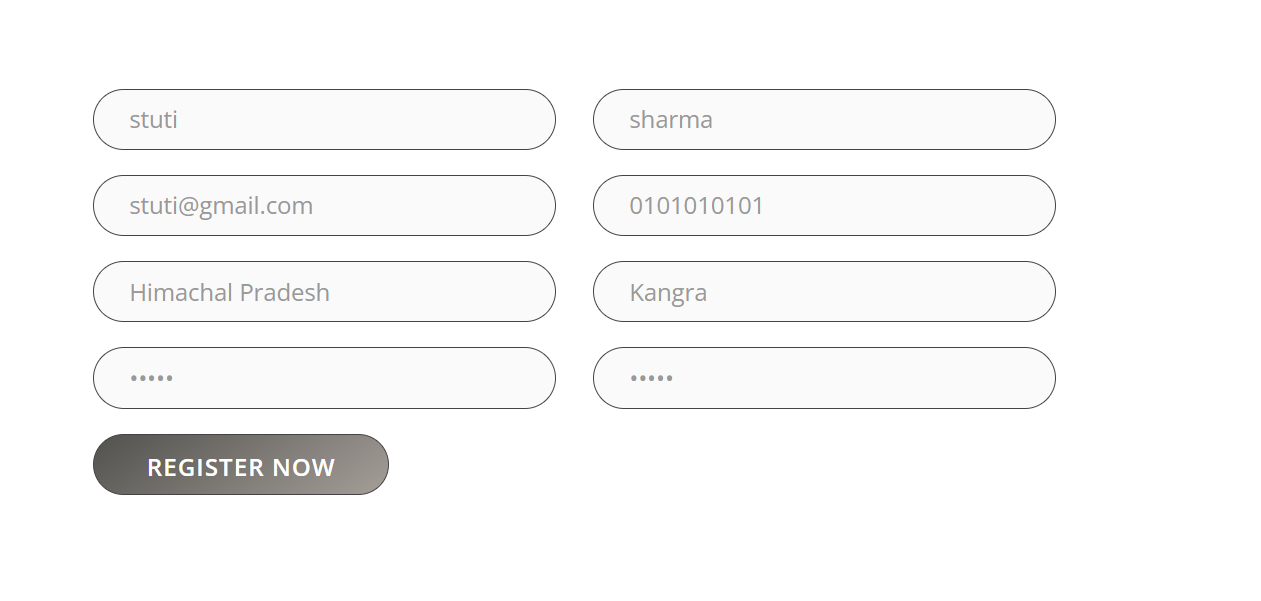 stuti
sharma
stuti@gmail.com
0101010101
Himachal Pradesh
Kangra
•••••
•••••
REGISTER NOW